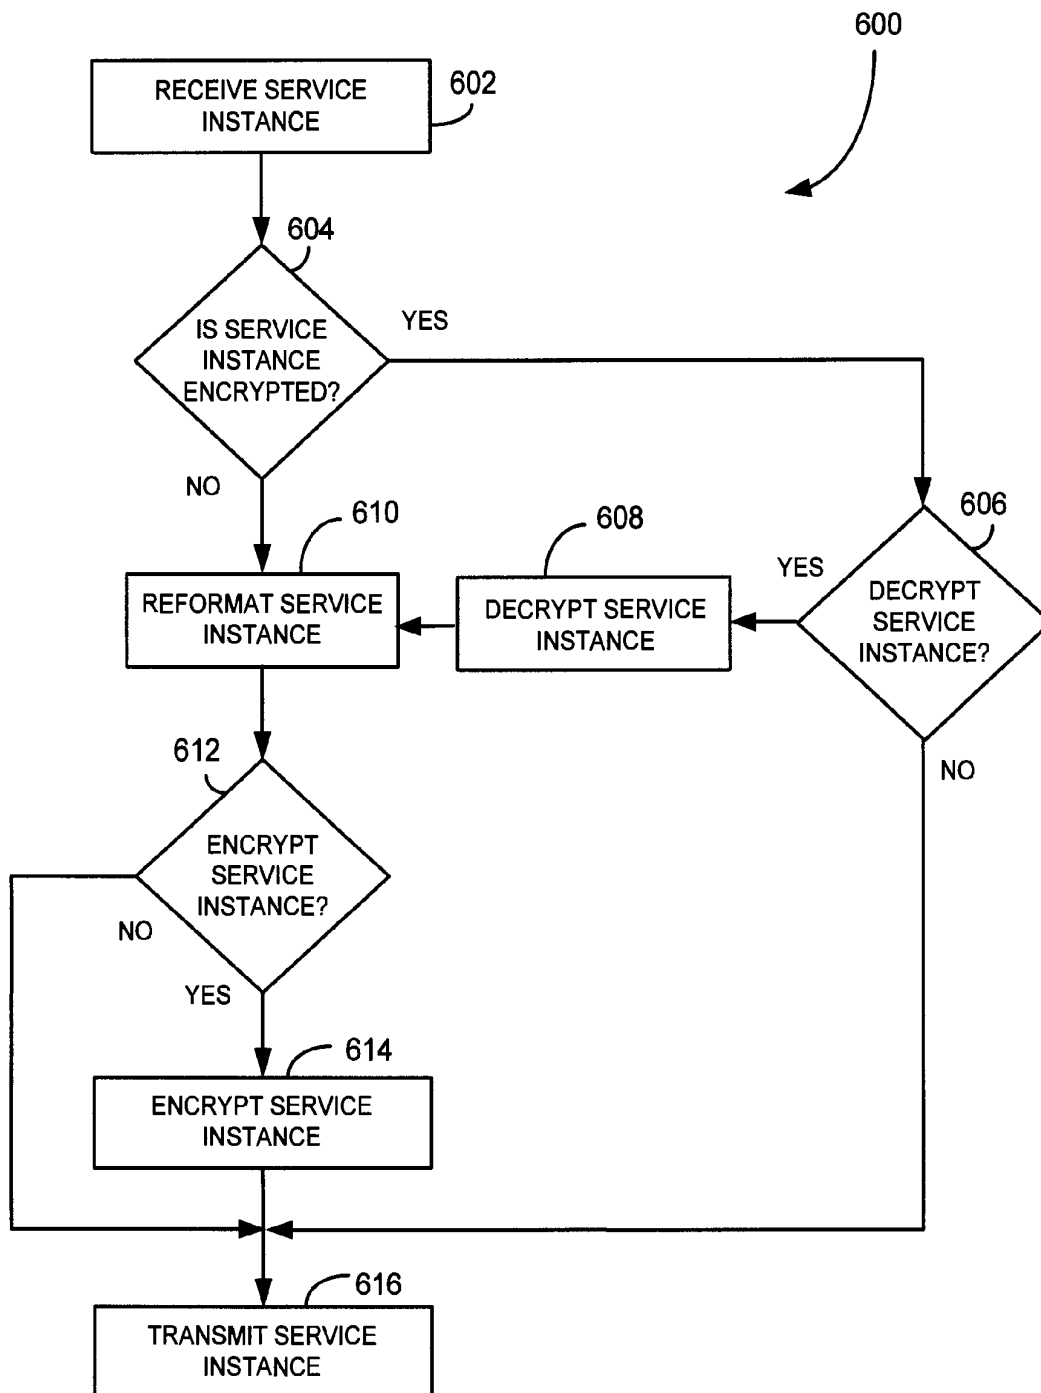 600
RECEIVE SERVICE
INSTANCE
602
604
IS SERVICE
INSTANCE
ENCRYPTED?
YES
NO
610
REFORMAT SERVICE
INSTANCE
608
DECRYPT SERVICE
INSTANCE
YES
606
DECRYPT
SERVICE
INSTANCE?
NO
612
ENCRYPT
SERVICE
INSTANCE?
NO
YES
614
ENCRYPT SERVICE
INSTANCE
616
TRANSMIT SERVICE
INSTANCE